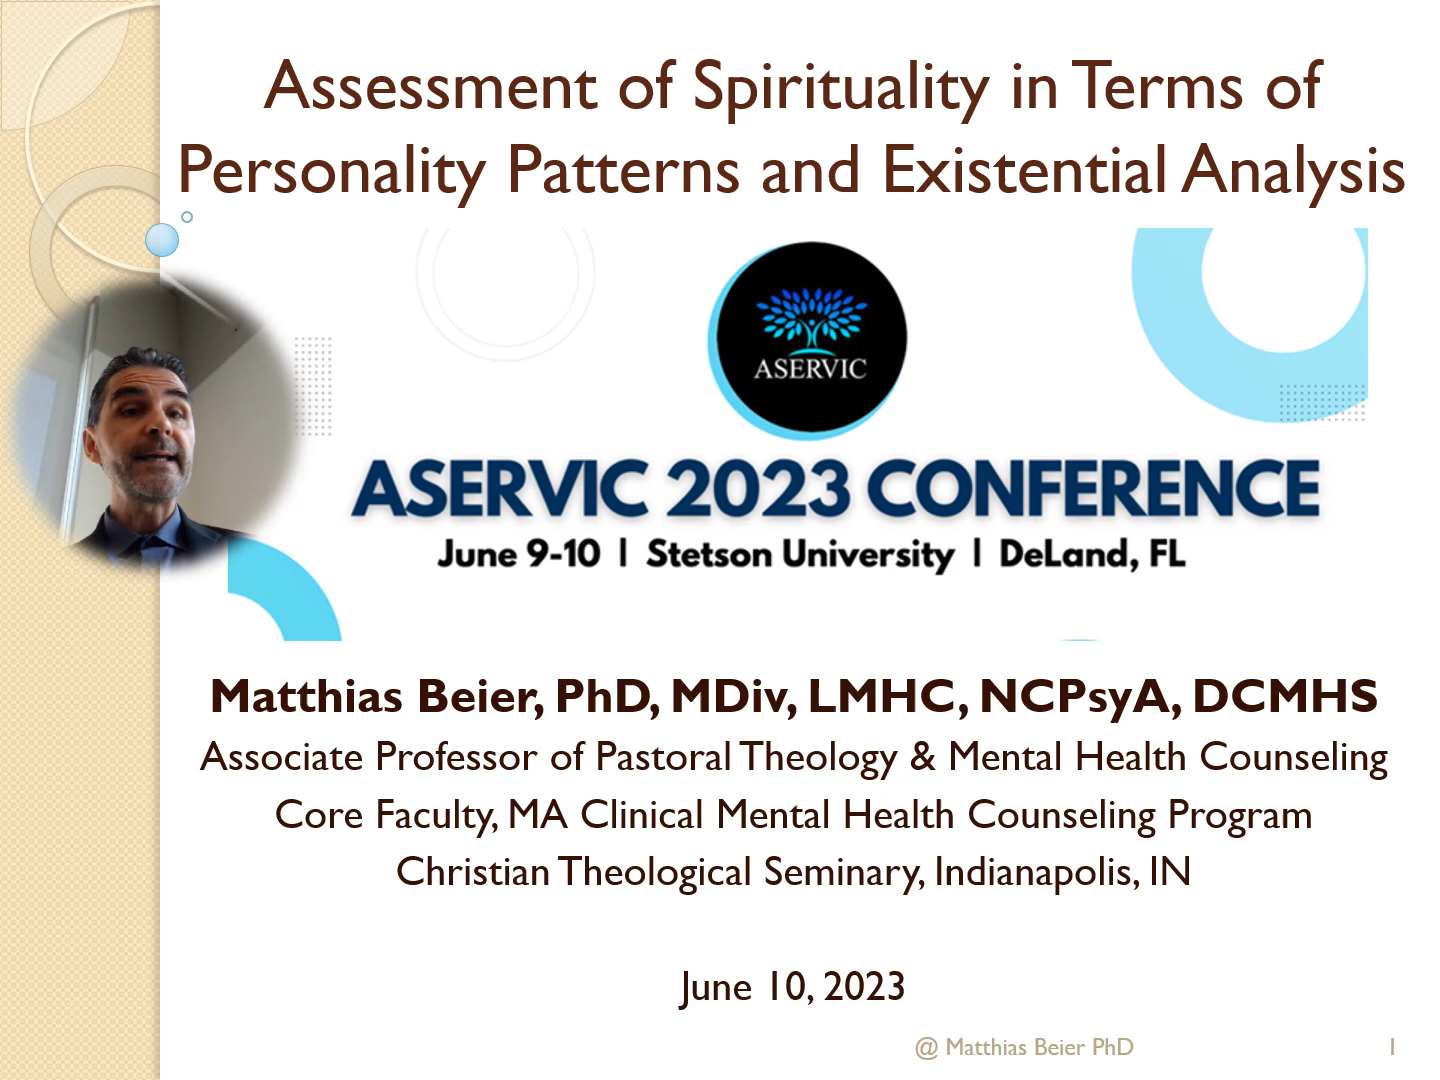 Assessment of Spirituality in Terms of
Personality Patterns and Existential Analysis
ASERVIC
ASERVIC 2023 CONFERENCE
June 9-10 | Stetson University | DeLand, FL
Matthias Beier, PhD, MDiv, LMHC, NCPsyA, DCMHS
Associate Professor of Pastoral Theology & Mental Health Counseling
Core Faculty, MA Clinical Mental Health Counseling Program
Christian Theological Seminary, Indianapolis, IN
June 10, 2023
@ Matthias Beier PhD
1